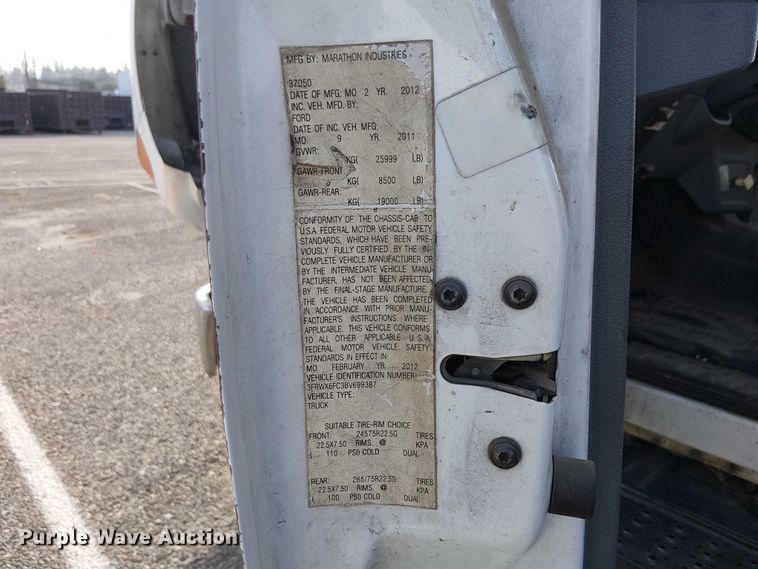 MFG BY: MARATHON INDUSTRIES
37050
DATE OF MFG: MO 2 YR. 2012
INC. VEH. MFD. BY:
FORD
DATE OF INC. VEH. MFG:
MO. 9 YR. 2011
GVWR:
KG( 25999 LB)
GAWR-FRONT:
KG( 8500 LB)
GAWR-REAR:
KG( 19000 LB)
CONFORMITY OF THE CHASSIS-CAB TO
U.S.A. FEDERAL MOTOR VEHICLE SAFETY
STANDARDS, WHICH HAVE BEEN PRE-
VIOUSLY FULLY CERTIFIED BY THE IN-
COMPLETE VEHICLE MANUFACTURER OR
BY THE INTERMEDIATE VEHICLE MANU-
FACTURER, HAS NOT BEEN AFFECTED
BY THE FINAL-STAGE MANUFACTURE.
THE VEHICLE HAS BEEN COMPLETED
IN ACCORDANCE WITH PRIOR MANU-
FACTURER'S INSTRUCTIONS WHERE
APPLICABLE. THIS VEHICLE CONFORMS
TO ALL OTHER APPLICABLE U.S.A.
FEDERAL MOTOR VEHICLE SAFETY
STANDARDS IN EFFECT IN:
MO. FEBRUARY YR. 2012
VEHICLE IDENTIFICATION NUMBER:
3FRWX6FC3BV699387
VEHICLE TYPE:
TRUCK
SUITABLE TIRE-RIM CHOICE
FRONT: 24575R22.5G TIRES
22.5X7.50 RIMS. @ KPA
( 110 PSI) COLD DUAL
REAR: 265/75R22.5G TIRES
22.5X7.50 RIMS. @ KPA
( 100 PSI) COLD DUAL
Purple Wave Auction